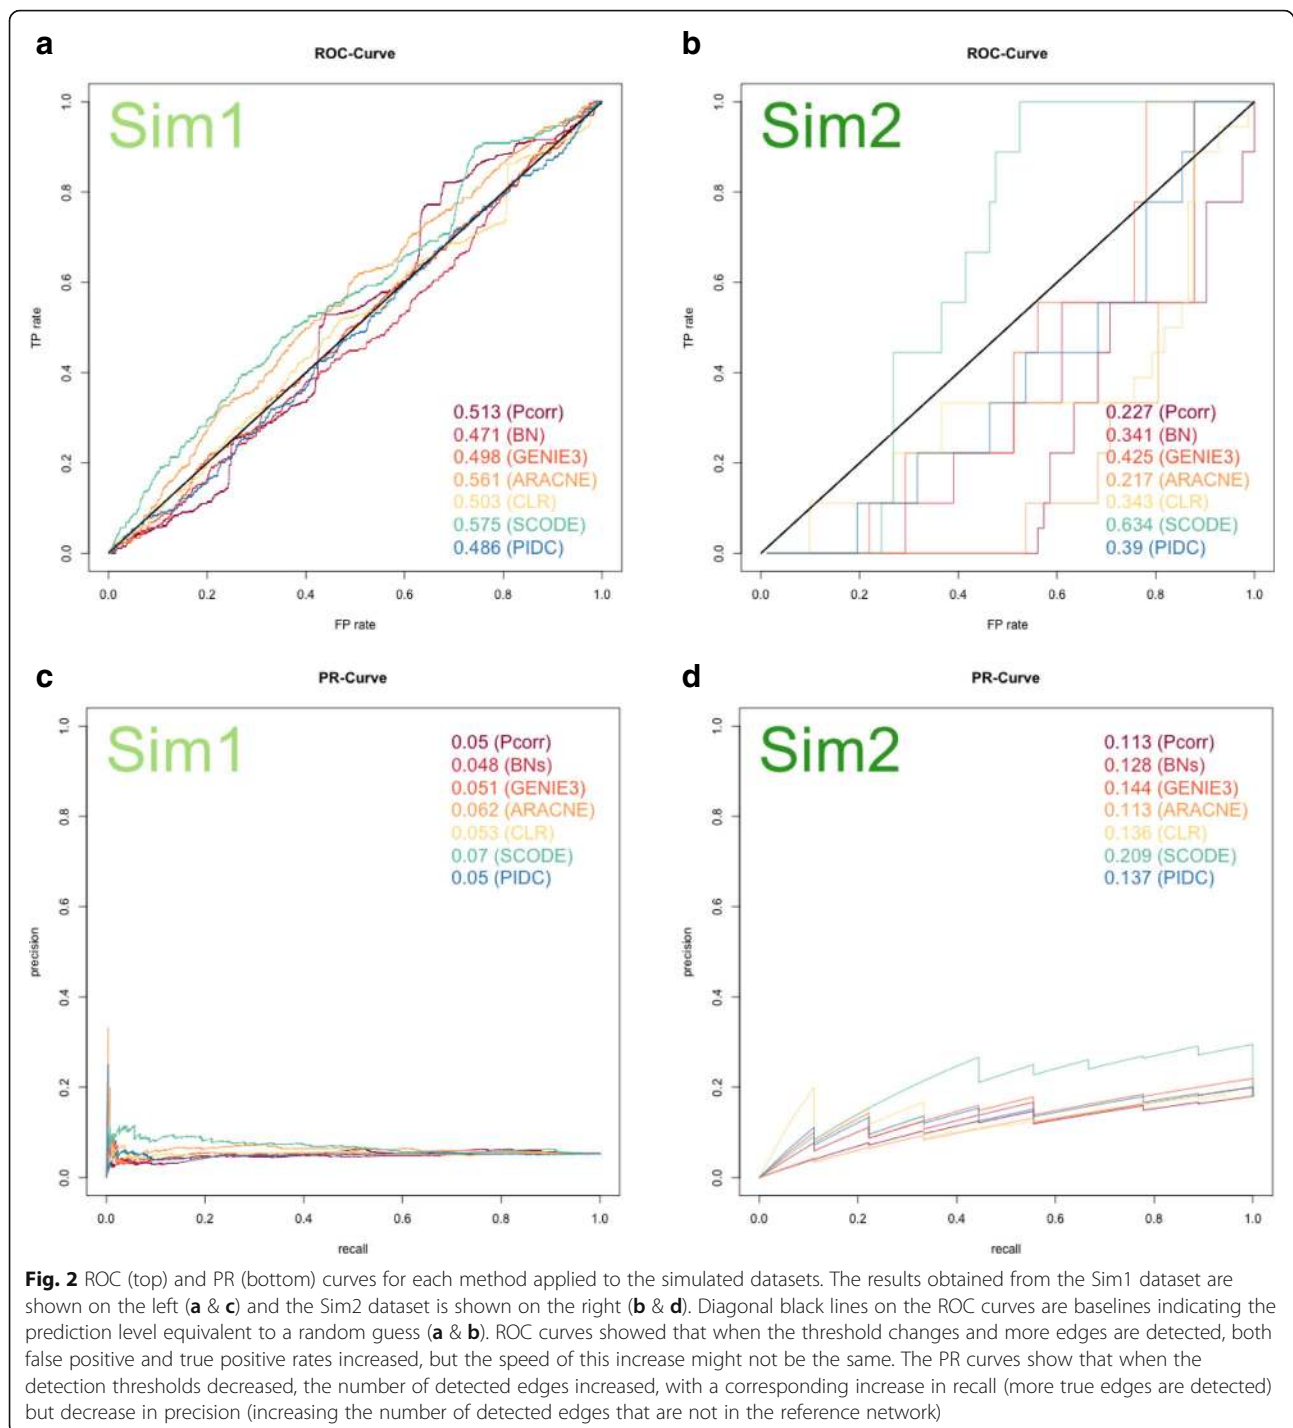 a
ROC-Curve
Sim1
1.0
0.8
0.6
0.4
0.2
0.0
TP rate
0.513 (Pcorr)
0.471 (BN)
0.498 (GENIE3)
0.561 (ARACNE)
0.503 (CLR)
0.575 (SCODE)
0.486 (PIDC)
0.0 0.2 0.4 0.6 0.8 1.0
FP rate
b
ROC-Curve
Sim2
1.0
0.8
0.6
0.4
0.2
0.0
TP rate
0.227 (Pcorr)
0.341 (BN)
0.425 (GENIE3)
0.217 (ARACNE)
0.343 (CLR)
0.634 (SCODE)
0.39 (PIDC)
0.0 0.2 0.4 0.6 0.8 1.0
FP rate
c
PR-Curve
Sim1
1.0
0.8
0.6
0.4
0.2
0.0
precision
0.05 (Pcorr)
0.048 (BNs)
0.051 (GENIE3)
0.062 (ARACNE)
0.053 (CLR)
0.07 (SCODE)
0.05 (PIDC)
0.0 0.2 0.4 0.6 0.8 1.0
recall
d
PR-Curve
Sim2
1.0
0.8
0.6
0.4
0.2
0.0
precision
0.113 (Pcorr)
0.128 (BNs)
0.144 (GENIE3)
0.113 (ARACNE)
0.136 (CLR)
0.209 (SCODE)
0.137 (PIDC)
0.0 0.2 0.4 0.6 0.8 1.0
recall
Fig. 2 ROC (top) and PR (bottom) curves for each method applied to the simulated datasets. The results obtained from the Sim1 dataset are
shown on the left (a & c) and the Sim2 dataset is shown on the right (b & d). Diagonal black lines on the ROC curves are baselines indicating the
prediction level equivalent to a random guess (a & b). ROC curves showed that when the threshold changes and more edges are detected, both
false positive and true positive rates increased, but the speed of this increase might not be the same. The PR curves show that when the
detection thresholds decreased, the number of detected edges increased, with a corresponding increase in recall (more true edges are detected)
but decrease in precision (increasing the number of detected edges that are not in the reference network)